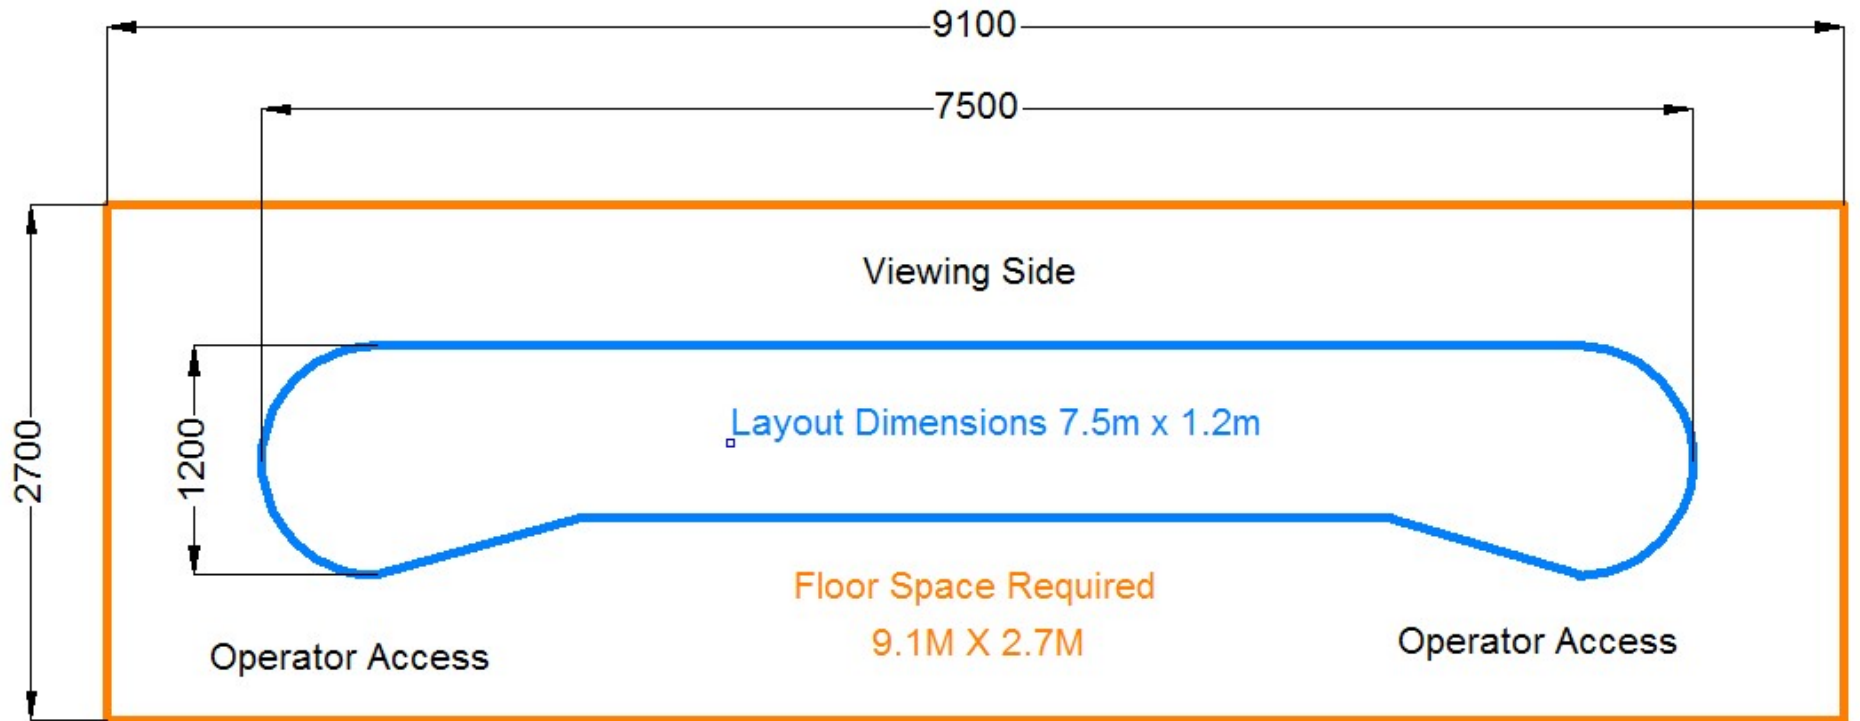 9100
7500
Viewing Side
2700
1200
Layout Dimensions 7.5m x 1.2m
Floor Space Required
9.1M X 2.7M
Operator Access
Operator Access